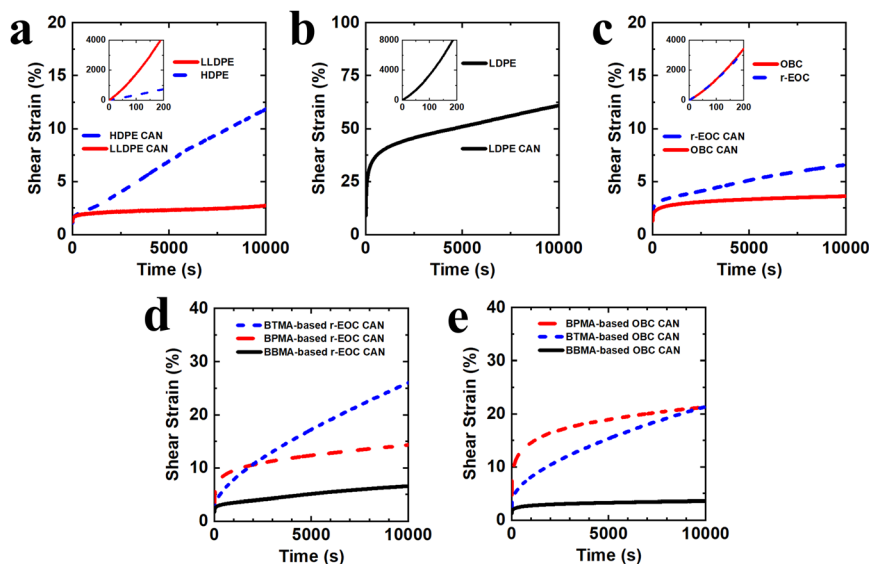 a
20
15
10
5
0
Shear Strain (%)
4000
2000
0
0
100
200
LLDPE
HDPE
HDPE CAN
LLDPE CAN
0
5000
10000
Time (s)
b
100
75
50
25
0
Shear Strain (%)
8000
4000
0
0
100
200
LDPE
LDPE CAN
0
5000
10000
Time (s)
c
20
15
10
5
0
Shear Strain (%)
4000
2000
0
0
100
200
OBC
r-EOC
r-EOC CAN
OBC CAN
0
5000
10000
Time (s)
d
40
30
20
10
0
Shear Strain (%)
BTMA-based r-EOC CAN
BPMA-based r-EOC CAN
BBMA-based r-EOC CAN
0
5000
10000
Time (s)
e
40
30
20
10
0
Shear Strain (%)
BPMA-based OBC CAN
BTMA-based OBC CAN
BBMA-based OBC CAN
0
5000
10000
Time (s)